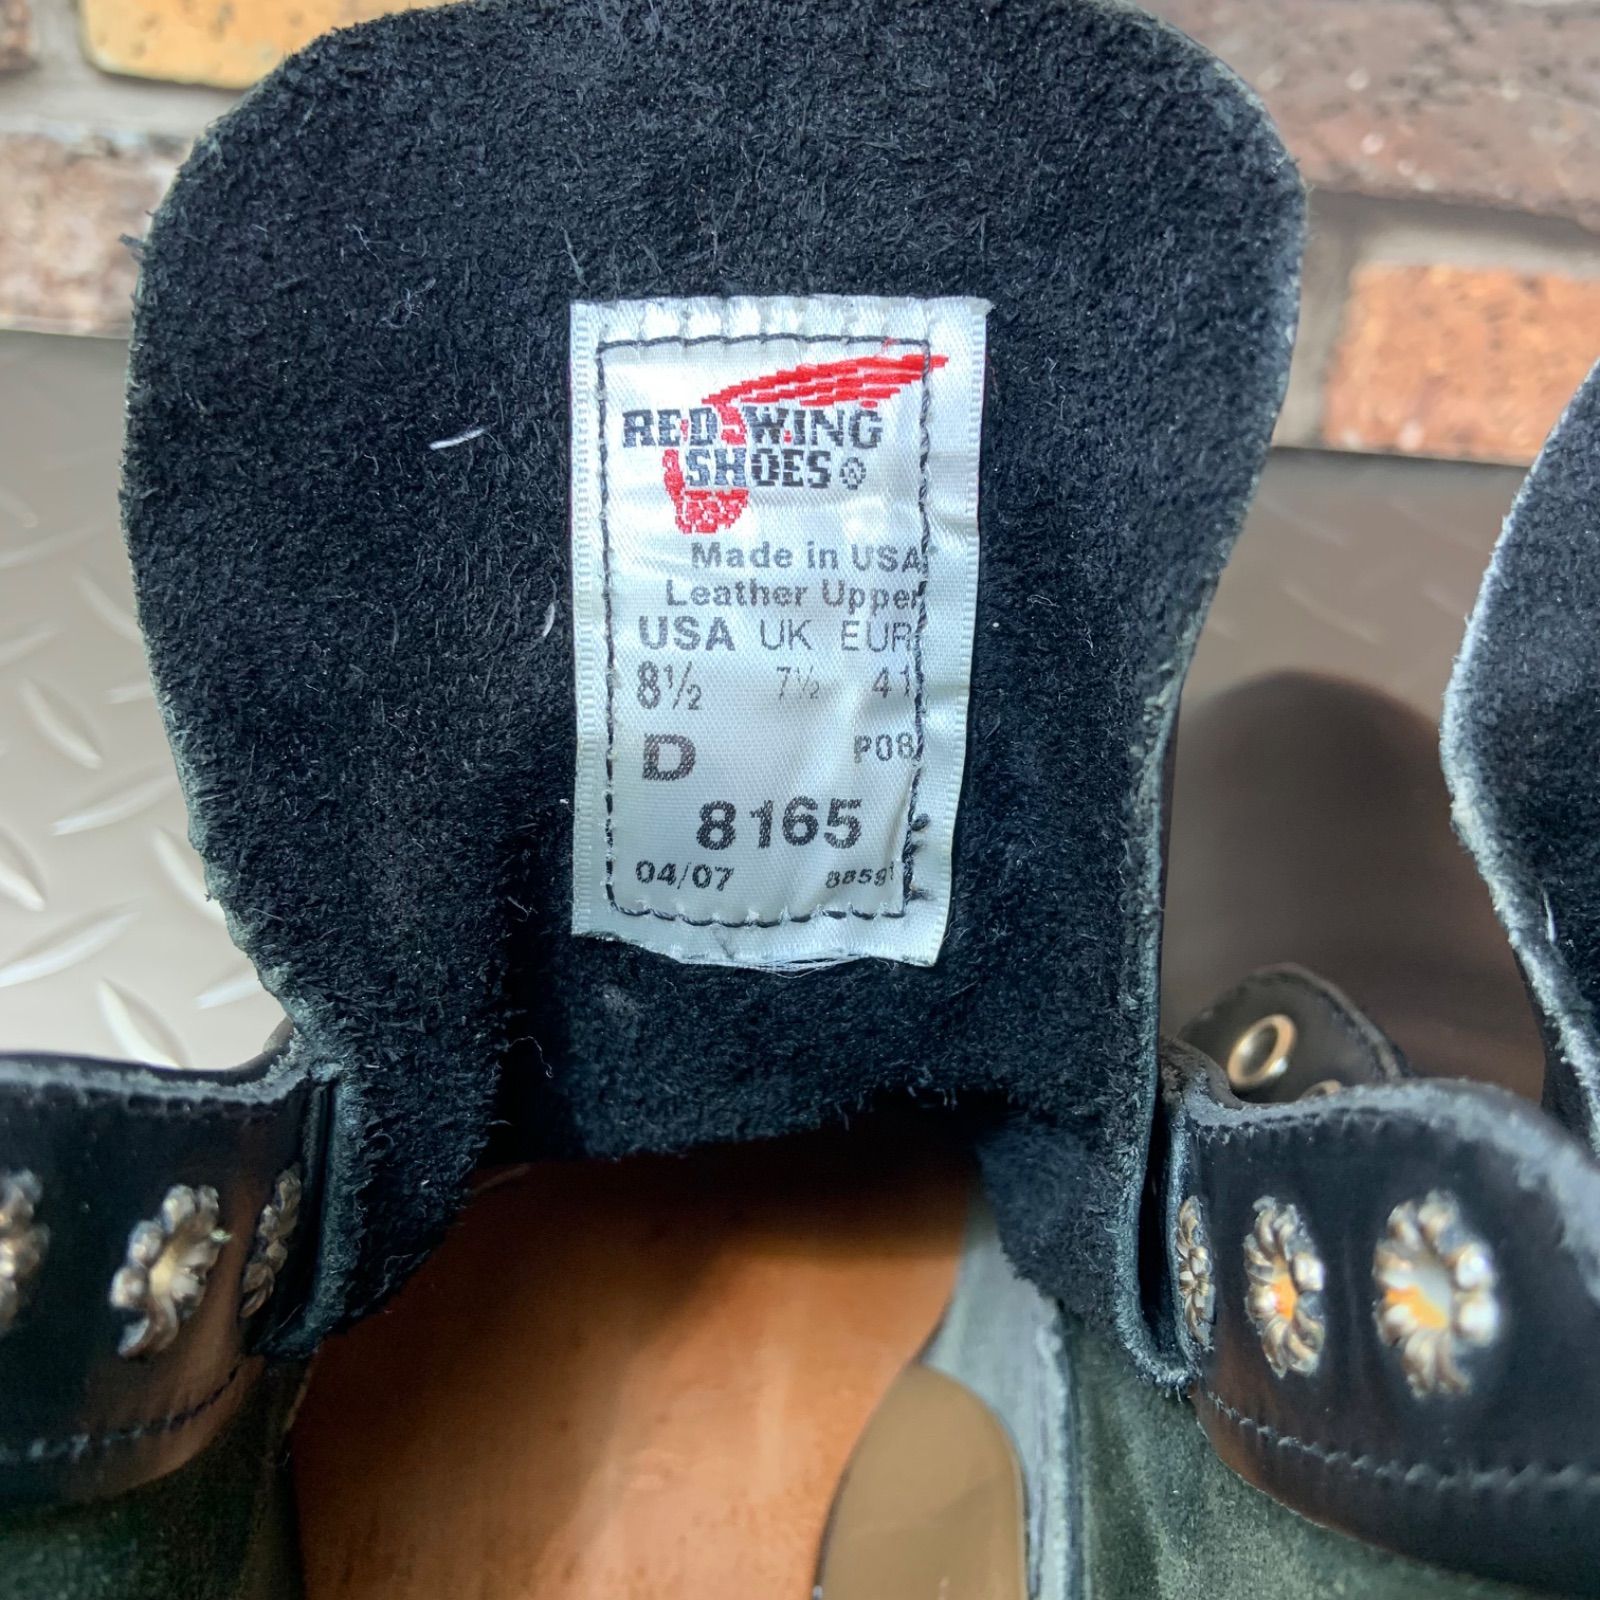 RED WING
SHOES®
Made in USA
Leather Upper
USA UK EUR
8½ 7½ 41
D P08
8165
04/07